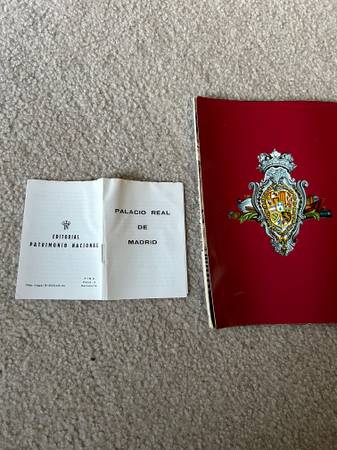 EDITORIAL
PATRIMONIO NACIONAL
PALACIO REAL
DE
MADRID